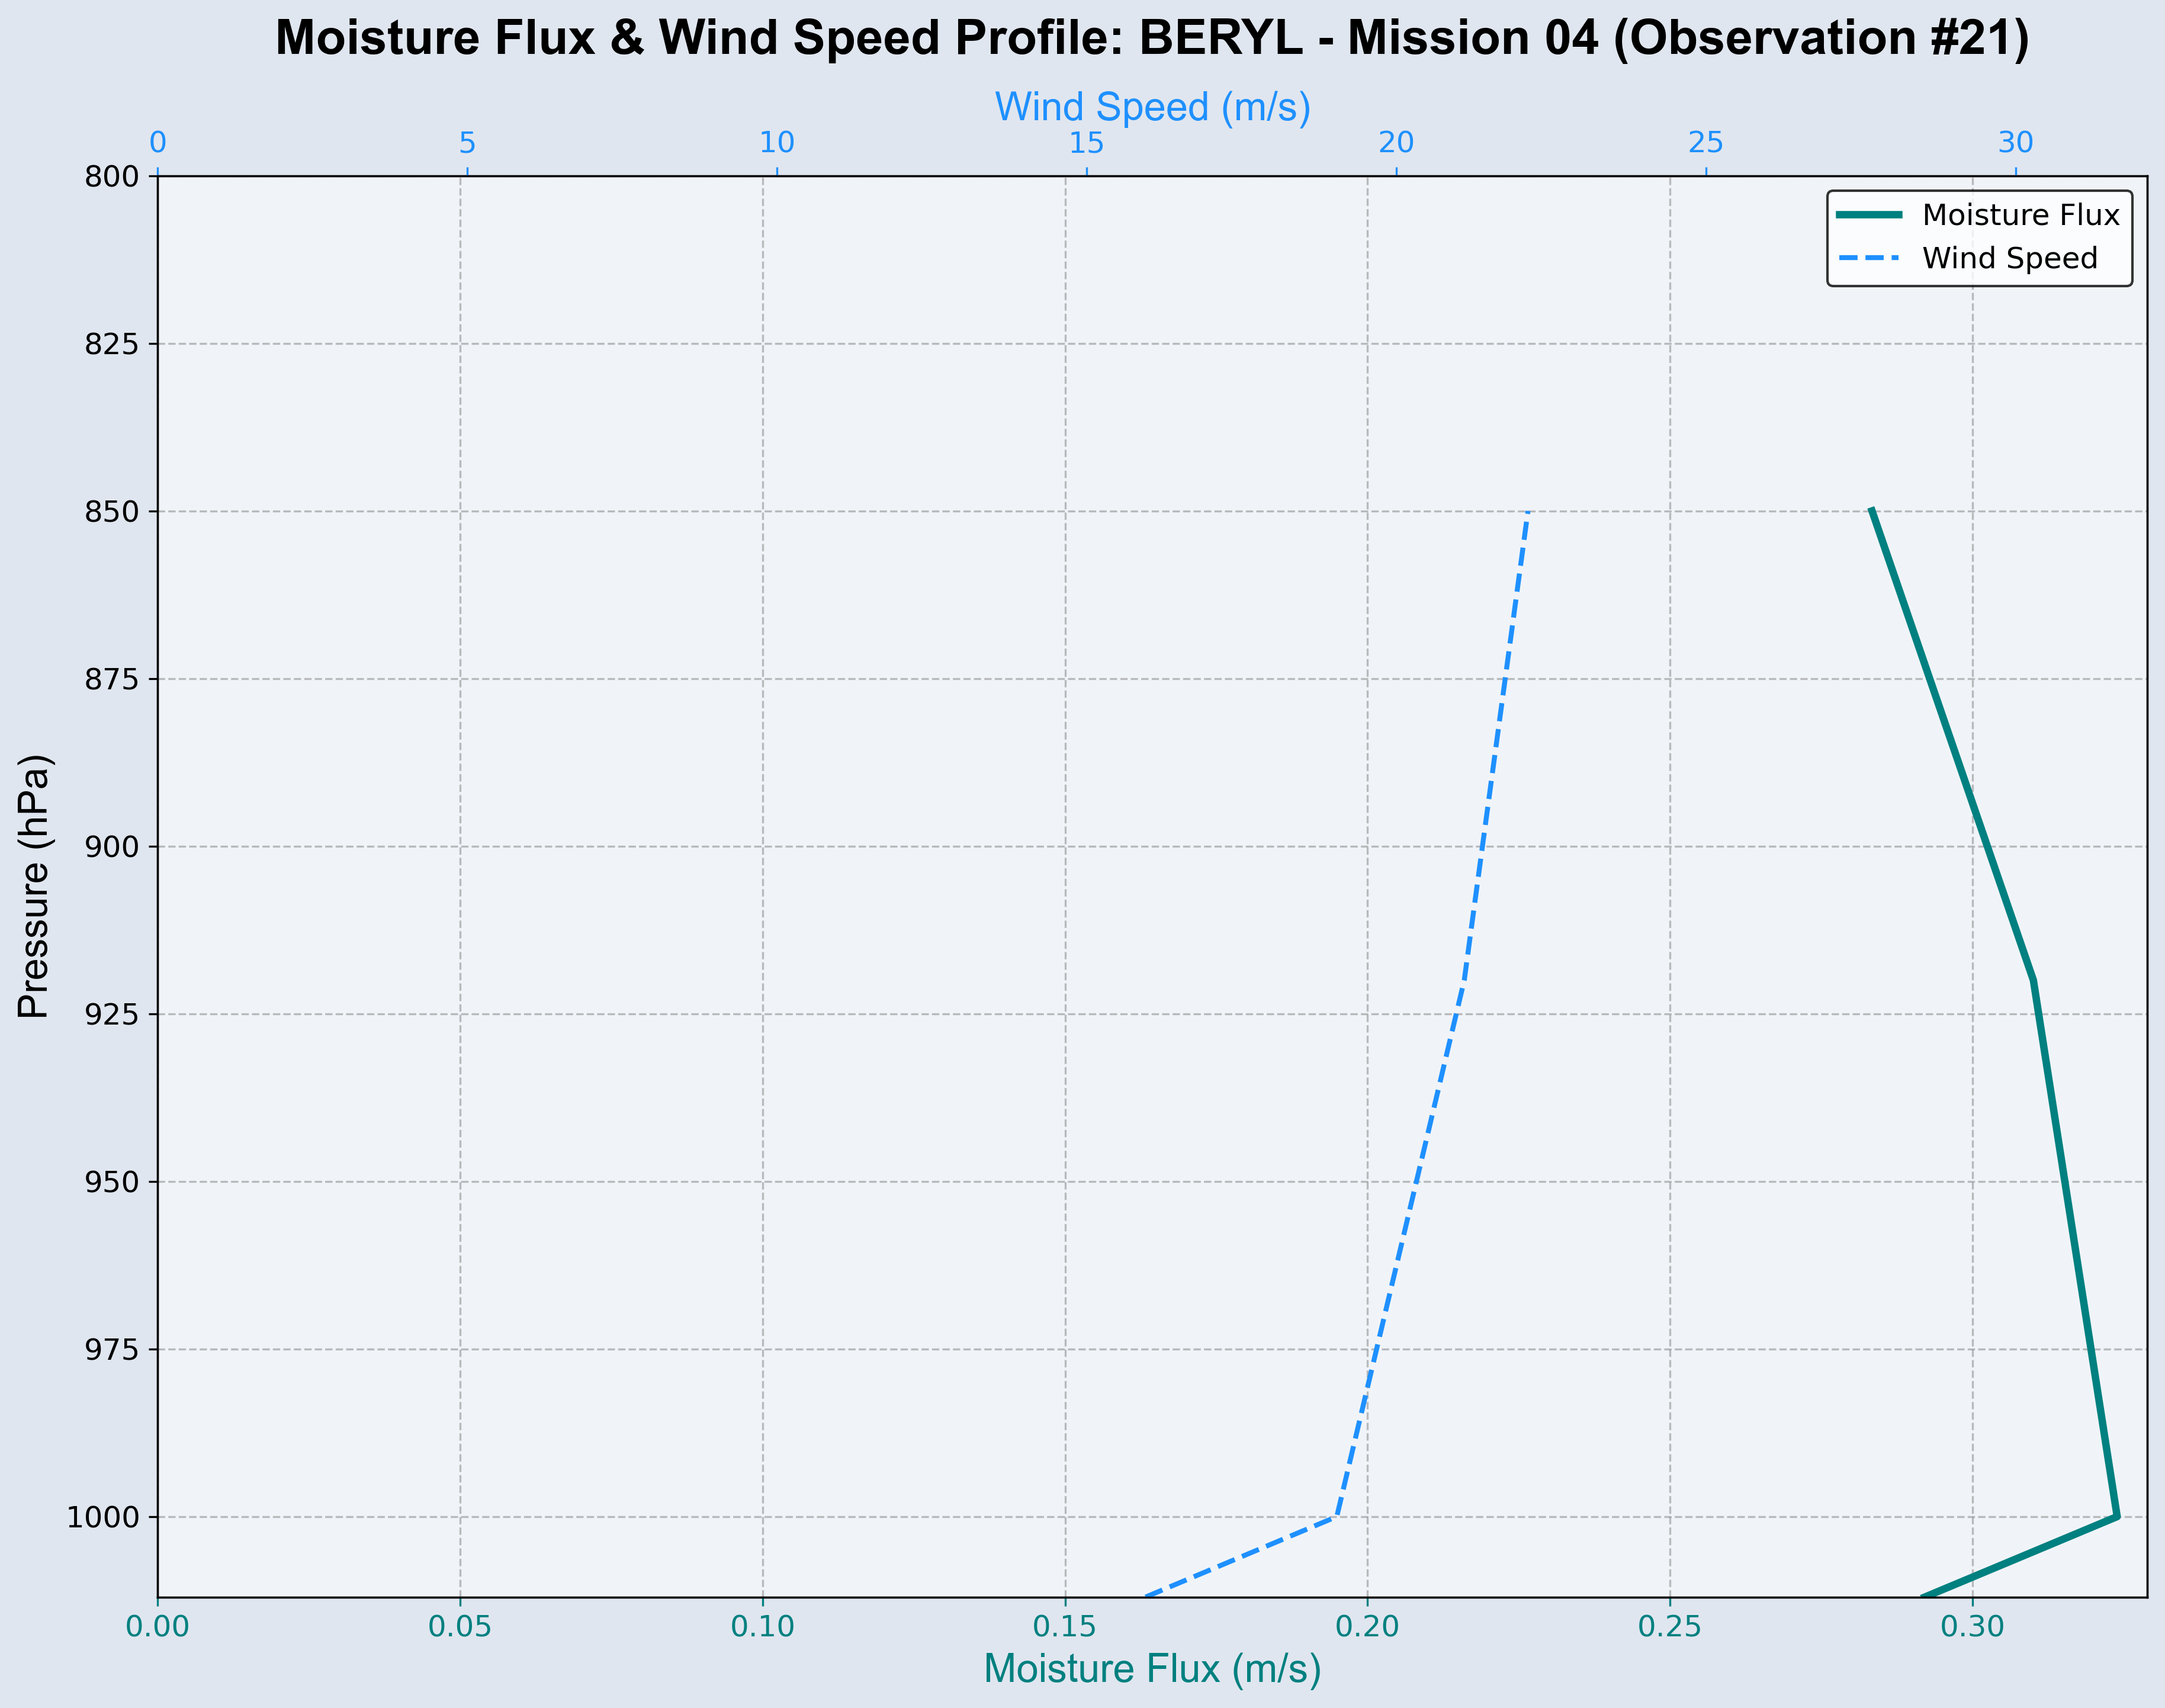 Moisture Flux & Wind Speed Profile: BERYL - Mission 04 (Observation #21)
Wind Speed (m/s)
0 5 10 15 20 25 30
Moisture Flux
Wind Speed
800
825
850
875
900
925
950
975
1000
Pressure (hPa)
0.00 0.05 0.10 0.15 0.20 0.25 0.30
Moisture Flux (m/s)